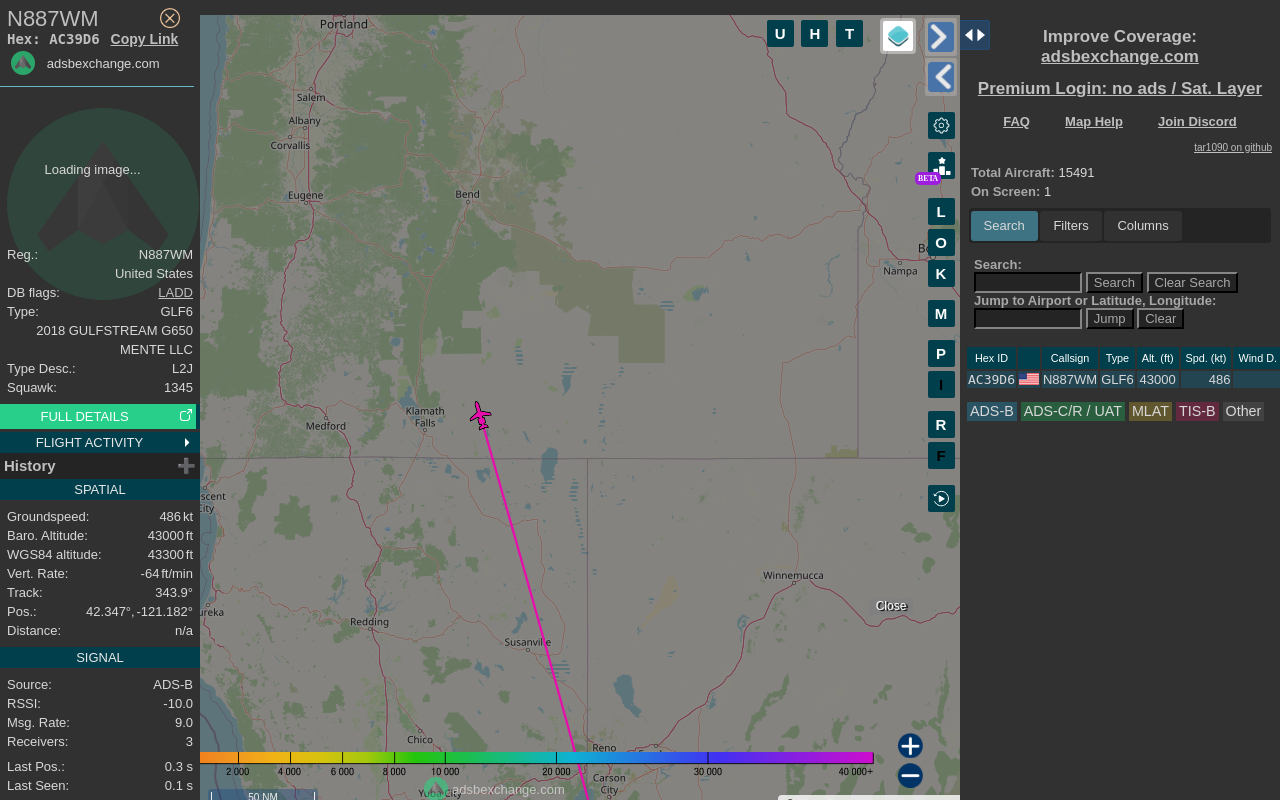 N887WM
Hex: AC39D6 Copy Link
adsbexchange.com
Loading image...
Reg.: N887WM
United States
DB flags: LADD
Type: GLF6
2018 GULFSTREAM G650
MENTE LLC
Type Desc.: L2J
Squawk: 1345
FULL DETAILS
FLIGHT ACTIVITY
History
SPATIAL
Groundspeed: 486 kt
Baro. Altitude: 43000 ft
WGS84 altitude: 43300 ft
Vert. Rate: -64 ft/min
Track: 343.9°
Pos.: 42.347°, -121.182°
Distance: n/a
SIGNAL
Source: ADS-B
RSSI: -10.0
Msg. Rate: 9.0
Receivers: 3
Last Pos.: 0.3 s
Last Seen: 0.1 s
Portland
Salem
Albany
Corvallis
Eugene
Bend
Nampa
Klamath
Falls
Medford
City
Winnemucca
Redding
Susanville
Chico
Reno
Carson
City
Yuba City
Close
U H T
BETA
L
O
K
M
P
I
R
F
2 000 4 000 6 000 8 000 10 000 20 000 30 000 40 000+
adsbexchange.com
50 NM
Improve Coverage:
adsbexchange.com
Premium Login: no ads / Sat. Layer
FAQ Map Help Join Discord
tar1090 on github
Total Aircraft: 15491
On Screen: 1
Search Filters Columns
Search:
Search Clear Search
Jump to Airport or Latitude, Longitude:
Jump Clear
Hex ID Callsign Type Alt. (ft) Spd. (kt) Wind D.
AC39D6 N887WM GLF6 43000 486
ADS-B ADS-C/R / UAT MLAT TIS-B Other